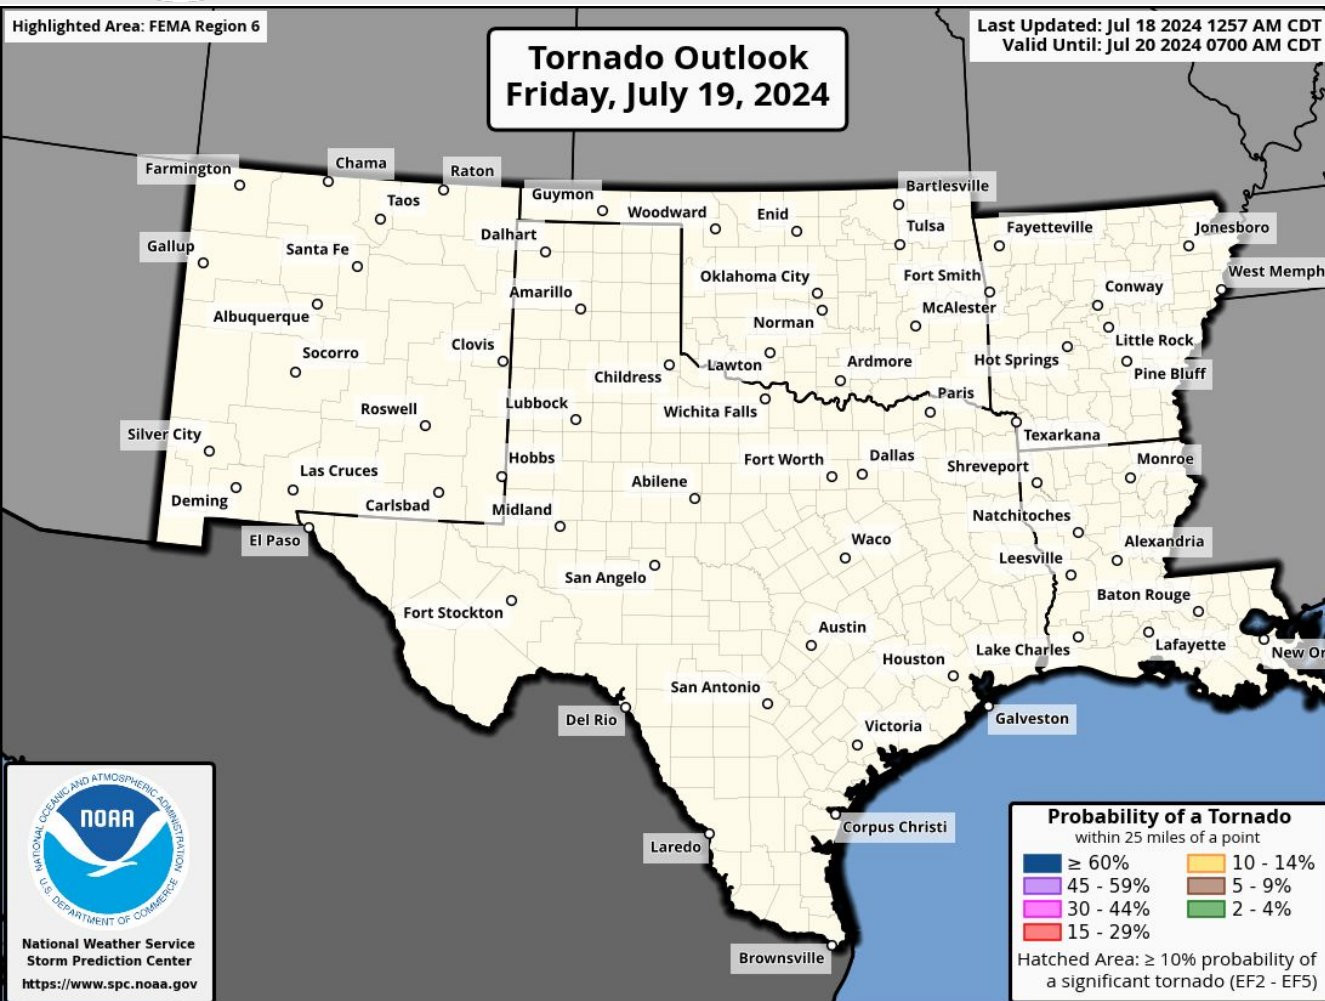 Highlighted Area: FEMA Region 6
Last Updated: Jul 18 2024 1257 AM CDT
Valid Until: Jul 20 2024 0700 AM CDT
Tornado Outlook
Friday, July 19, 2024
Farmington
Chama
Raton
Taos
Guymon
Woodward
Enid
Bartlesville
Tulsa
Fayetteville
Jonesboro
Gallup
Santa Fe
Dalhart
Oklahoma City
Fort Smith
West Memph
Albuquerque
Amarillo
Norman
McAlester
Conway
Little Rock
Socorro
Clovis
Childress
Lawton
Ardmore
Hot Springs
Pine Bluff
Roswell
Lubbock
Wichita Falls
Paris
Texarkana
Silver City
Las Cruces
Hobbs
Abilene
Fort Worth
Dallas
Shreveport
Monroe
Deming
Carlsbad
Midland
Natchitoches
El Paso
San Angelo
Waco
Leesville
Alexandria
Fort Stockton
Austin
Baton Rouge
Houston
Lake Charles
Lafayette
New Or
San Antonio
Del Rio
Victoria
Galveston
Laredo
Corpus Christi
Brownsville
NATIONAL OCEANIC AND ATMOSPHERIC ADMINISTRATION
NOAA
U.S. DEPARTMENT OF COMMERCE
National Weather Service
Storm Prediction Center
https://www.spc.noaa.gov
Probability of a Tornado
within 25 miles of a point
≥ 60%
45 - 59%
30 - 44%
15 - 29%
10 - 14%
5 - 9%
2 - 4%
Hatched Area: ≥ 10% probability of
a significant tornado (EF2 - EF5)